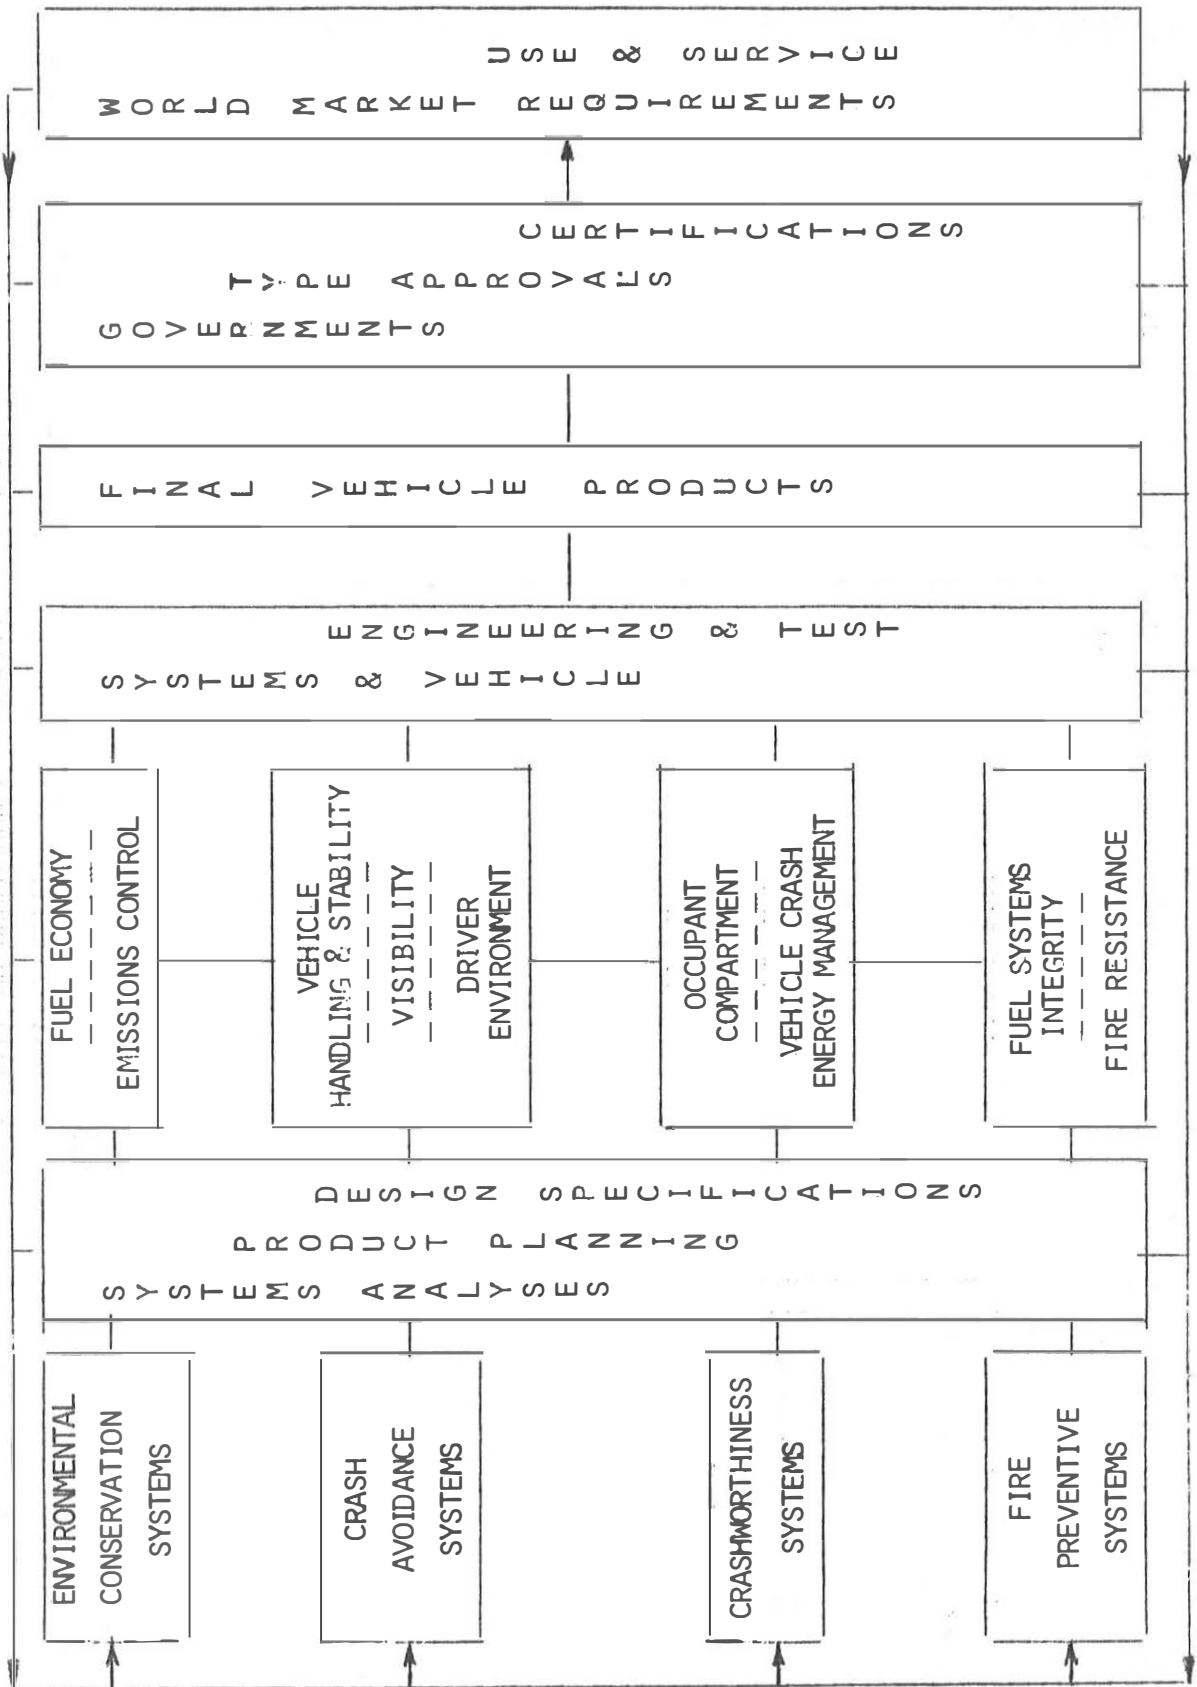 ENVIRONMENTAL
CONSERVATION
SYSTEMS
CRASH
AVOIDANCE
SYSTEMS
CRASHWORTHINESS
SYSTEMS
FIRE
PREVENTIVE
SYSTEMS
SYSTEMS ANALYSES
PRODUCT PLANNING
DESIGN SPECIFICATIONS
FUEL ECONOMY
EMISSIONS CONTROL
VEHICLE
HANDLING & STABILITY
VISIBILITY
DRIVER
ENVIRONMENT
OCCUPANT
COMPARTMENT
VEHICLE CRASH
ENERGY MANAGEMENT
FUEL SYSTEMS
INTEGRITY
FIRE RESISTANCE
SYSTEMS & VEHICLE
ENGINEERING & TEST
FINAL VEHICLE PRODUCTS
GOVERNMENTS
TYPE APPROVALS
CERTIFICATIONS
WORLD MARKET REQUIREMENTS
USE & SERVICE